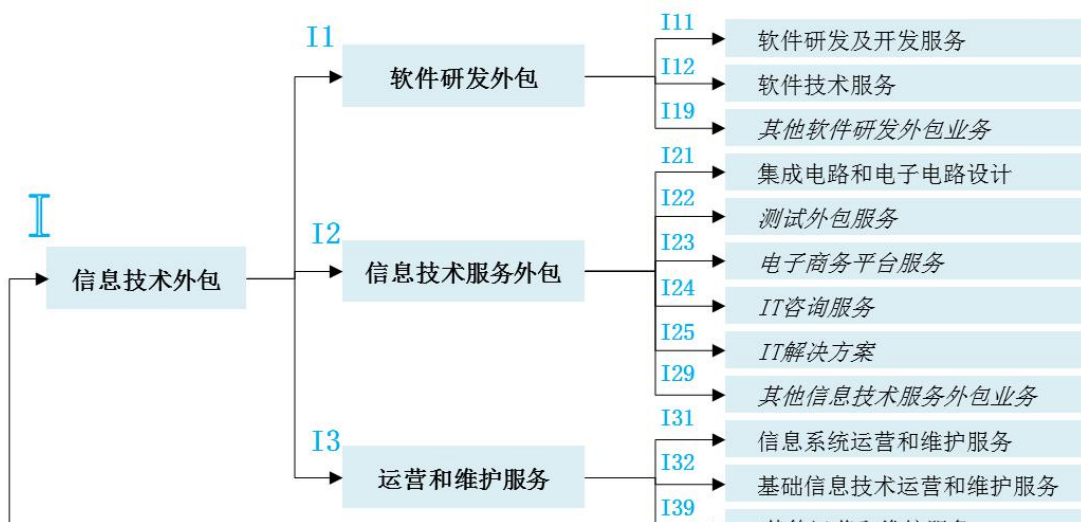 I
信息技术外包
I1
软件研发外包
I11
软件研发及开发服务
I12
软件技术服务
I19
其他软件研发外包业务
I2
信息技术服务外包
I21
集成电路和电子电路设计
I22
测试外包服务
I23
电子商务平台服务
I24
IT咨询服务
I25
IT解决方案
I29
其他信息技术服务外包业务
I3
运营和维护服务
I31
信息系统运营和维护服务
I32
基础信息技术运营和维护服务
I39